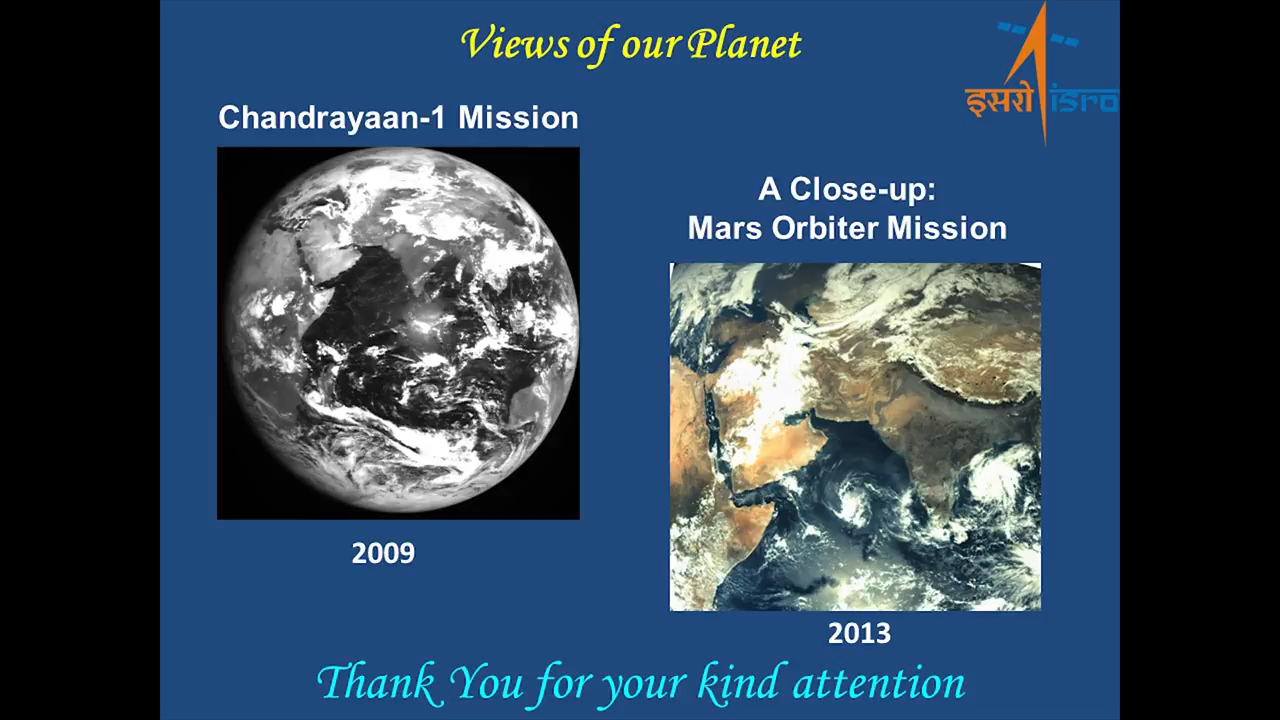 Views of our Planet
इसरो isro
Chandrayaan-1 Mission
A Close-up:
Mars Orbiter Mission
2009
2013
Thank You for your kind attention